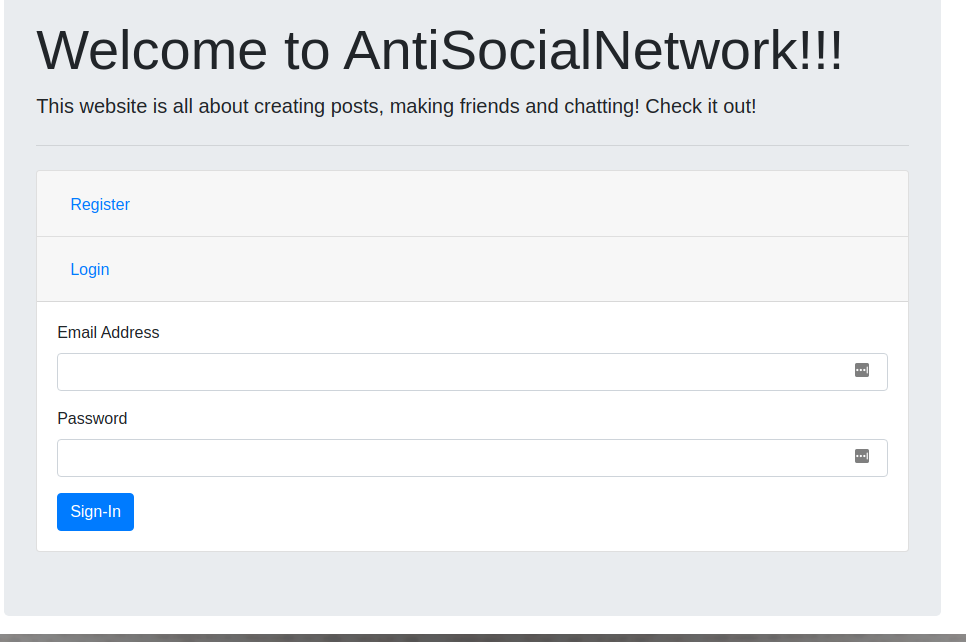 Welcome to AntiSocialNetwork!!!
This website is all about creating posts, making friends and chatting! Check it out!
Register
Login
Email Address
Password
Sign-In